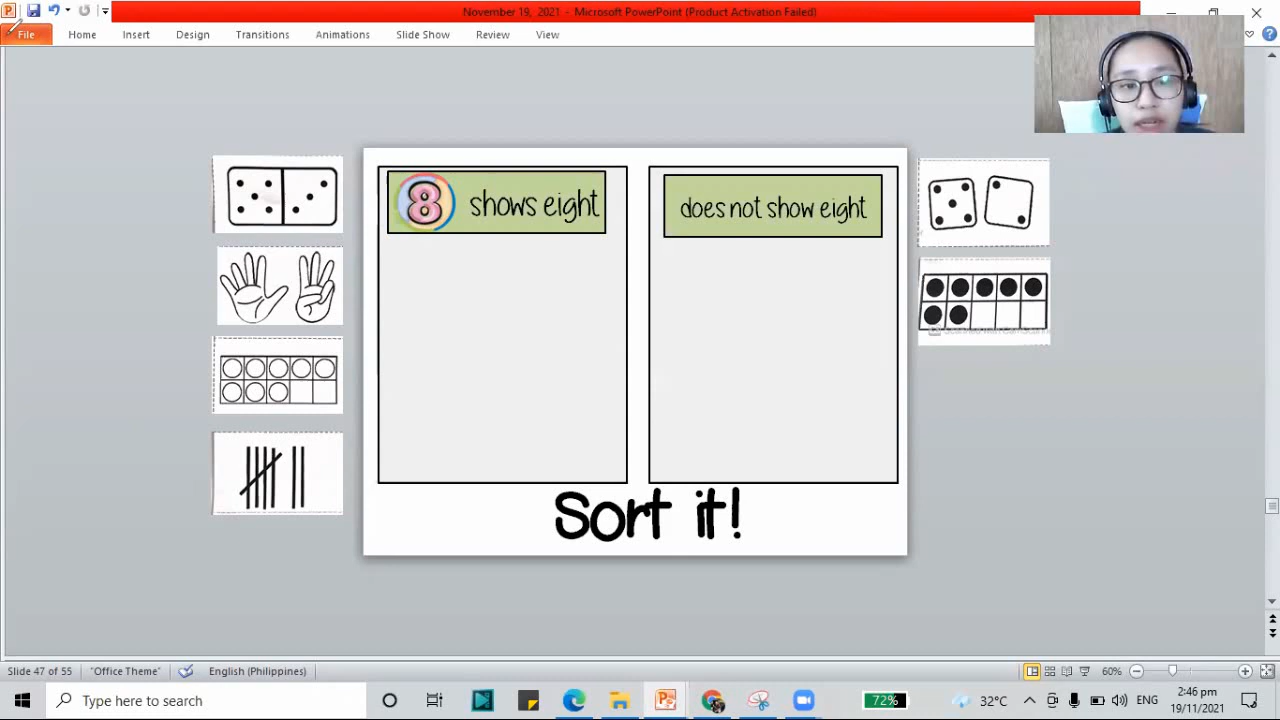 November 19, 2021 - Microsoft PowerPoint (Product Activation Failed)
File Home Insert Design Transitions Animations Slide Show Review View
8 shows eight
does not show eight
Sort it!
Slide 47 of 55 "Office Theme" English (Philippines) 60%
Type here to search
72% 32°C ENG
2:46 pm
19/11/2021